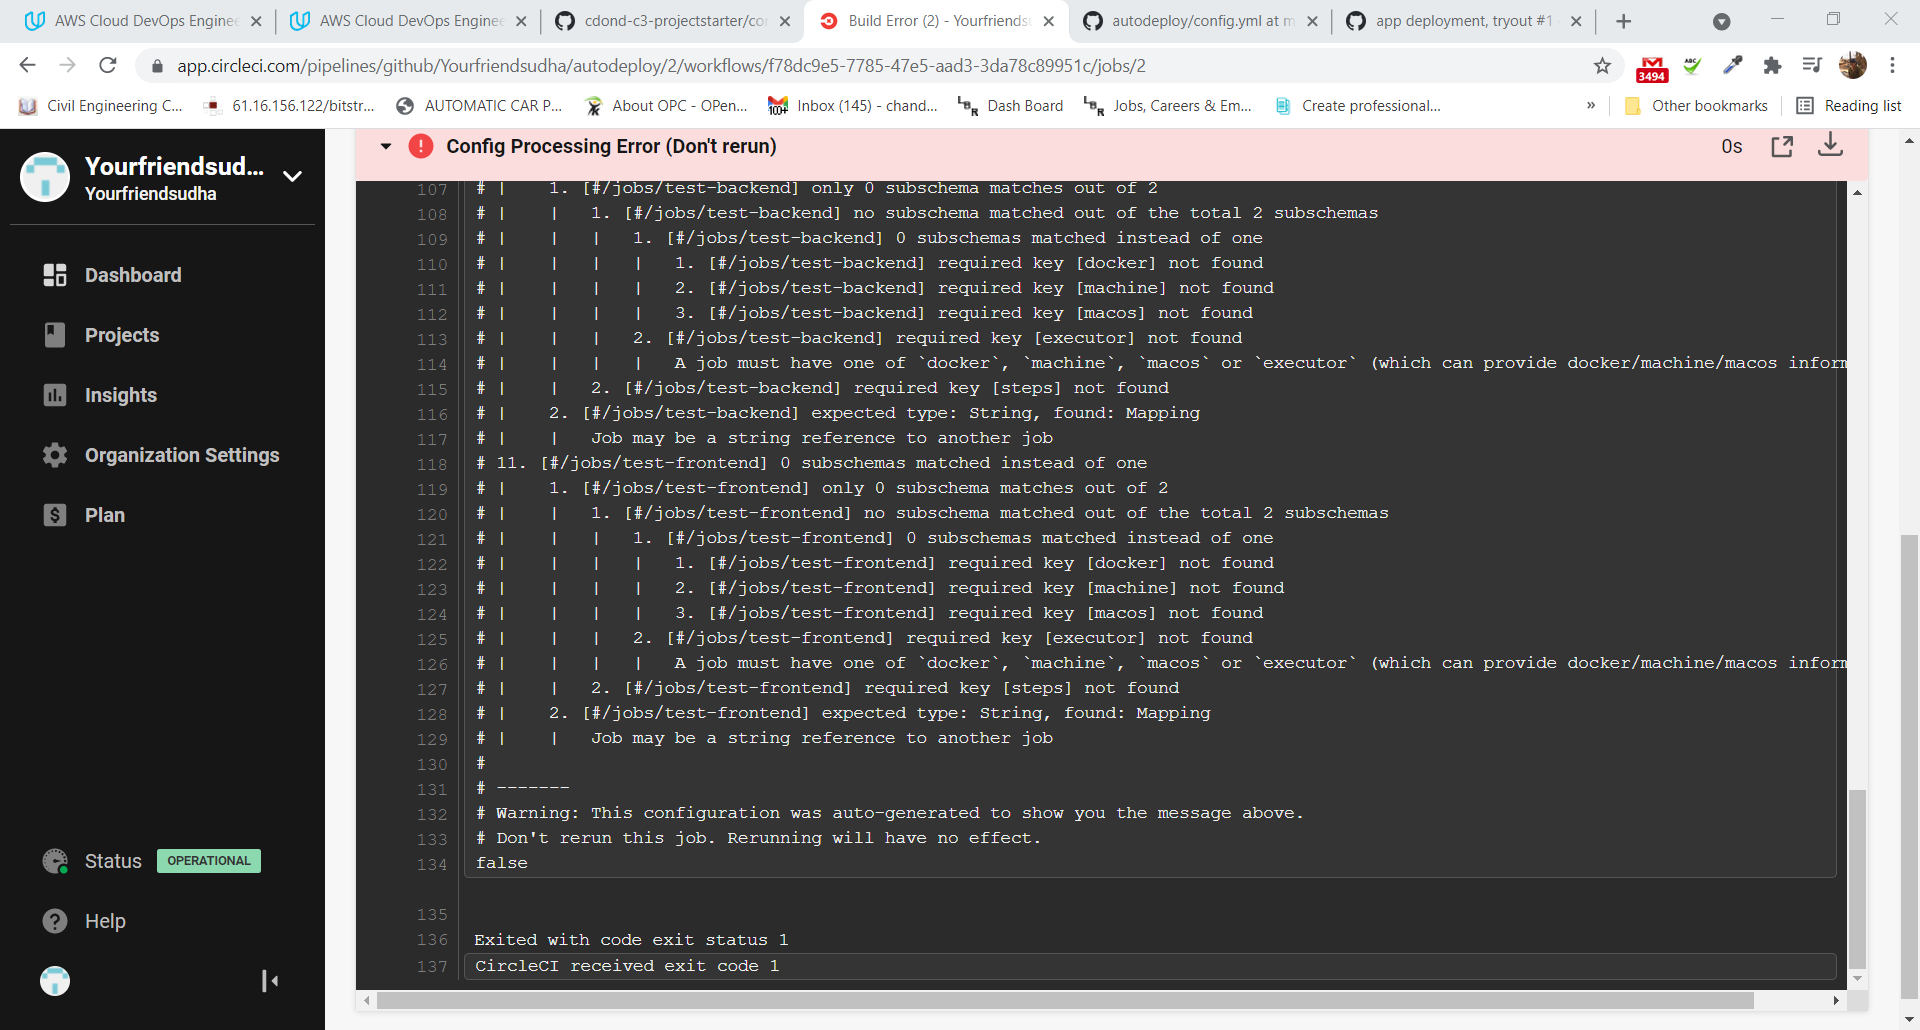 AWS Cloud DevOps Engine
AWS Cloud DevOps Engine
cdond-c3-projectstarter/co
Build Error (2) - Yourfriends
autodeploy/config.yml at m
app deployment, tryout #1
app.circleci.com/pipelines/github/Yourfriendsudha/autodeploy/2/workflows/f78dc9e5-7785-47e5-aad3-3da78c89951c/jobs/2
3494
ABC
Civil Engineering C...
61.16.156.122/bitstr...
AUTOMATIC CAR P...
About OPC - OPen...
100+
Inbox (145) - chand...
Dash Board
Jobs, Careers & Em...
Create professional...
»
Other bookmarks
Reading list
Yourfriendsud...
Yourfriendsudha
Dashboard
Projects
Insights
Organization Settings
Plan
Status OPERATIONAL
Help
Config Processing Error (Don't rerun)
0s
107 # | 1. [#/jobs/test-backend] only 0 subschema matches out of 2
108 # | | 1. [#/jobs/test-backend] no subschema matched out of the total 2 subschemas
109 # | | | 1. [#/jobs/test-backend] 0 subschemas matched instead of one
110 # | | | | 1. [#/jobs/test-backend] required key [docker] not found
111 # | | | | 2. [#/jobs/test-backend] required key [machine] not found
112 # | | | | 3. [#/jobs/test-backend] required key [macos] not found
113 # | | | 2. [#/jobs/test-backend] required key [executor] not found
114 # | | | | A job must have one of `docker`, `machine`, `macos` or `executor` (which can provide docker/machine/macos inform
115 # | | 2. [#/jobs/test-backend] required key [steps] not found
116 # | 2. [#/jobs/test-backend] expected type: String, found: Mapping
117 # | | Job may be a string reference to another job
118 # 11. [#/jobs/test-frontend] 0 subschemas matched instead of one
119 # | 1. [#/jobs/test-frontend] only 0 subschema matches out of 2
120 # | | 1. [#/jobs/test-frontend] no subschema matched out of the total 2 subschemas
121 # | | | 1. [#/jobs/test-frontend] 0 subschemas matched instead of one
122 # | | | | 1. [#/jobs/test-frontend] required key [docker] not found
123 # | | | | 2. [#/jobs/test-frontend] required key [machine] not found
124 # | | | | 3. [#/jobs/test-frontend] required key [macos] not found
125 # | | | 2. [#/jobs/test-frontend] required key [executor] not found
126 # | | | | A job must have one of `docker`, `machine`, `macos` or `executor` (which can provide docker/machine/macos inform
127 # | | 2. [#/jobs/test-frontend] required key [steps] not found
128 # | 2. [#/jobs/test-frontend] expected type: String, found: Mapping
129 # | | Job may be a string reference to another job
130 #
131 # -------
132 # Warning: This configuration was auto-generated to show you the message above.
133 # Don't rerun this job. Rerunning will have no effect.
134 false
135
136 Exited with code exit status 1
137 CircleCI received exit code 1